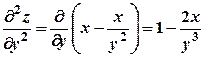 ∂²z/∂y² = ∂/∂y (x − x/y²) = 1 − 2x/y³